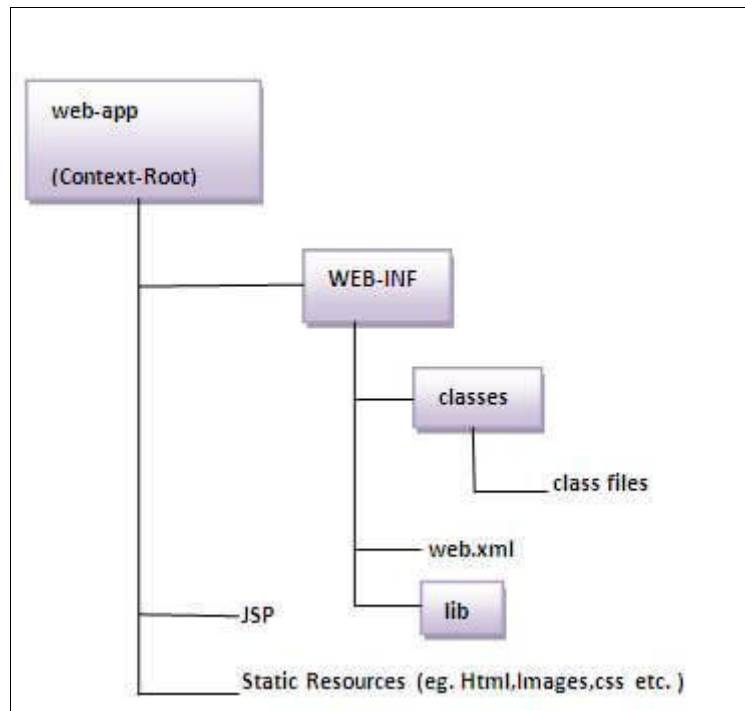 web-app
(Context-Root)
WEB-INF
classes
class files
web.xml
lib
JSP
Static Resources (eg. Html,Images,css etc. )